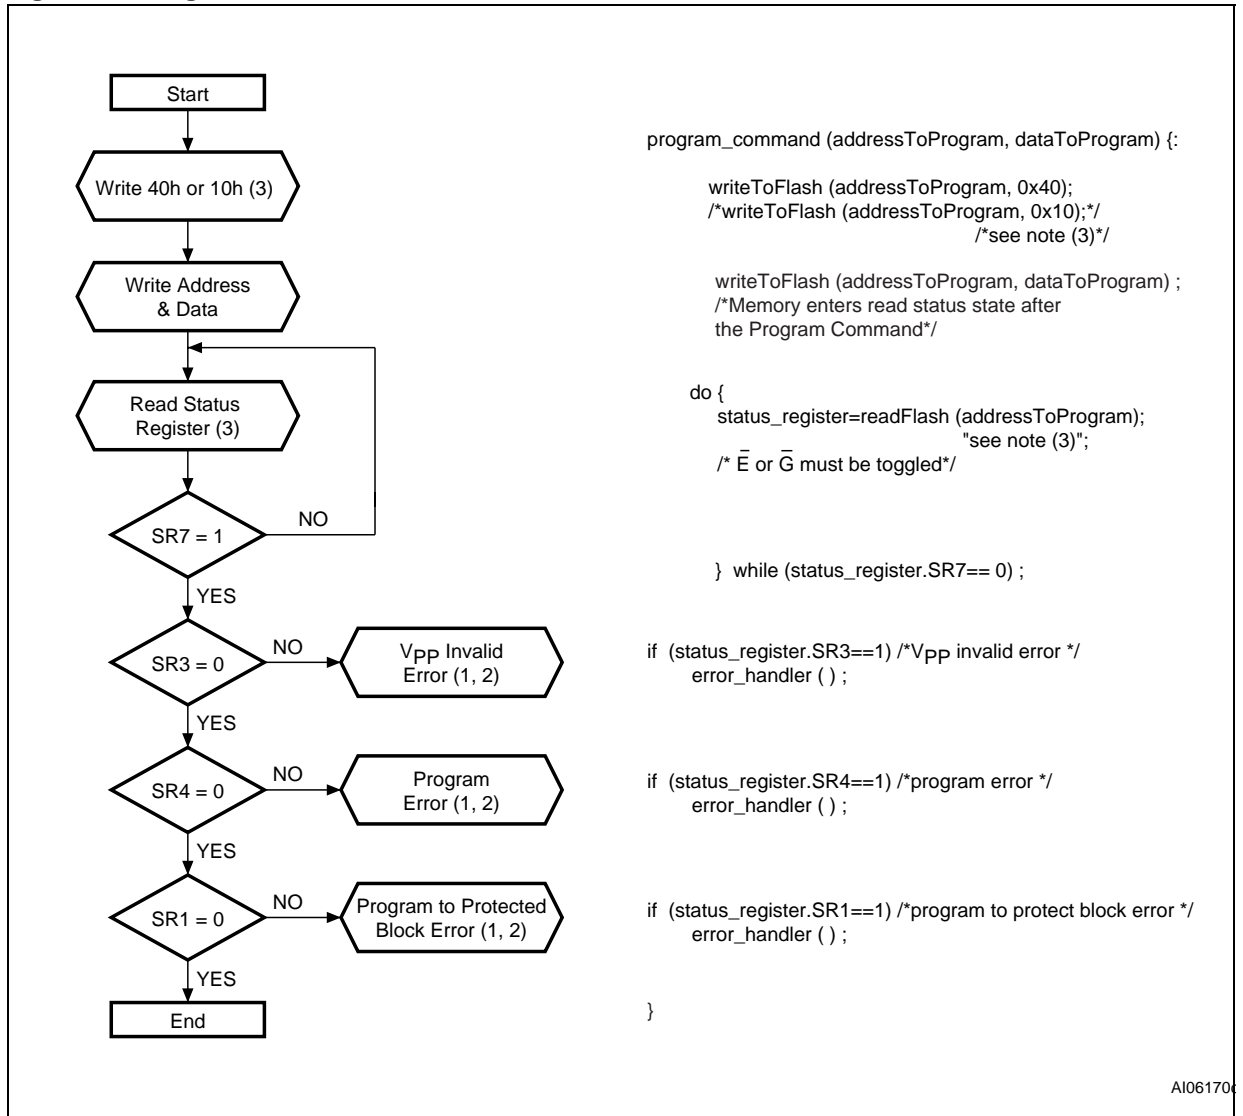 Start
Write 40h or 10h (3)
Write Address
& Data
Read Status
Register (3)
SR7 = 1
NO
YES
SR3 = 0
NO
VPP Invalid
Error (1, 2)
YES
SR4 = 0
NO
Program
Error (1, 2)
YES
SR1 = 0
NO
Program to Protected
Block Error (1, 2)
YES
End
program_command (addressToProgram, dataToProgram) {:
writeToFlash (addressToProgram, 0x40);
/*writeToFlash (addressToProgram, 0x10);*/
/*see note (3)*/
writeToFlash (addressToProgram, dataToProgram) ;
/*Memory enters read status state after
the Program Command*/
do {
status_register=readFlash (addressToProgram);
"see note (3)";
/* E̅ or G̅ must be toggled*/
} while (status_register.SR7== 0) ;
if (status_register.SR3==1) /*VPP invalid error */
error_handler ( ) ;
if (status_register.SR4==1) /*program error */
error_handler ( ) ;
if (status_register.SR1==1) /*program to protect block error */
error_handler ( ) ;
}